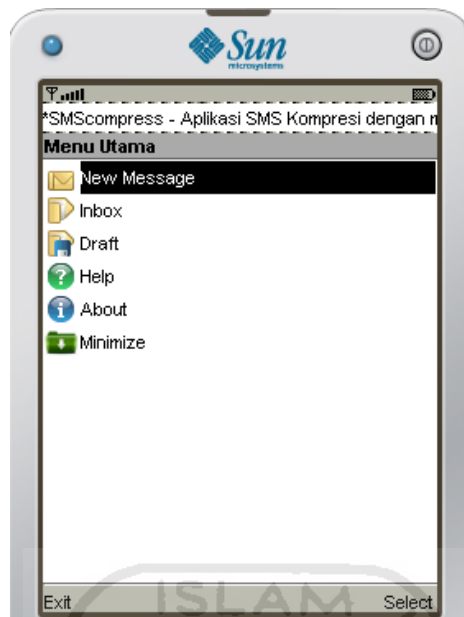 Sun
microsystems
*SMScompress - Aplikasi SMS Kompresi dengan
Menu Utama
New Message
Inbox
Draft
Help
About
Minimize
Exit
Select
ISLAM